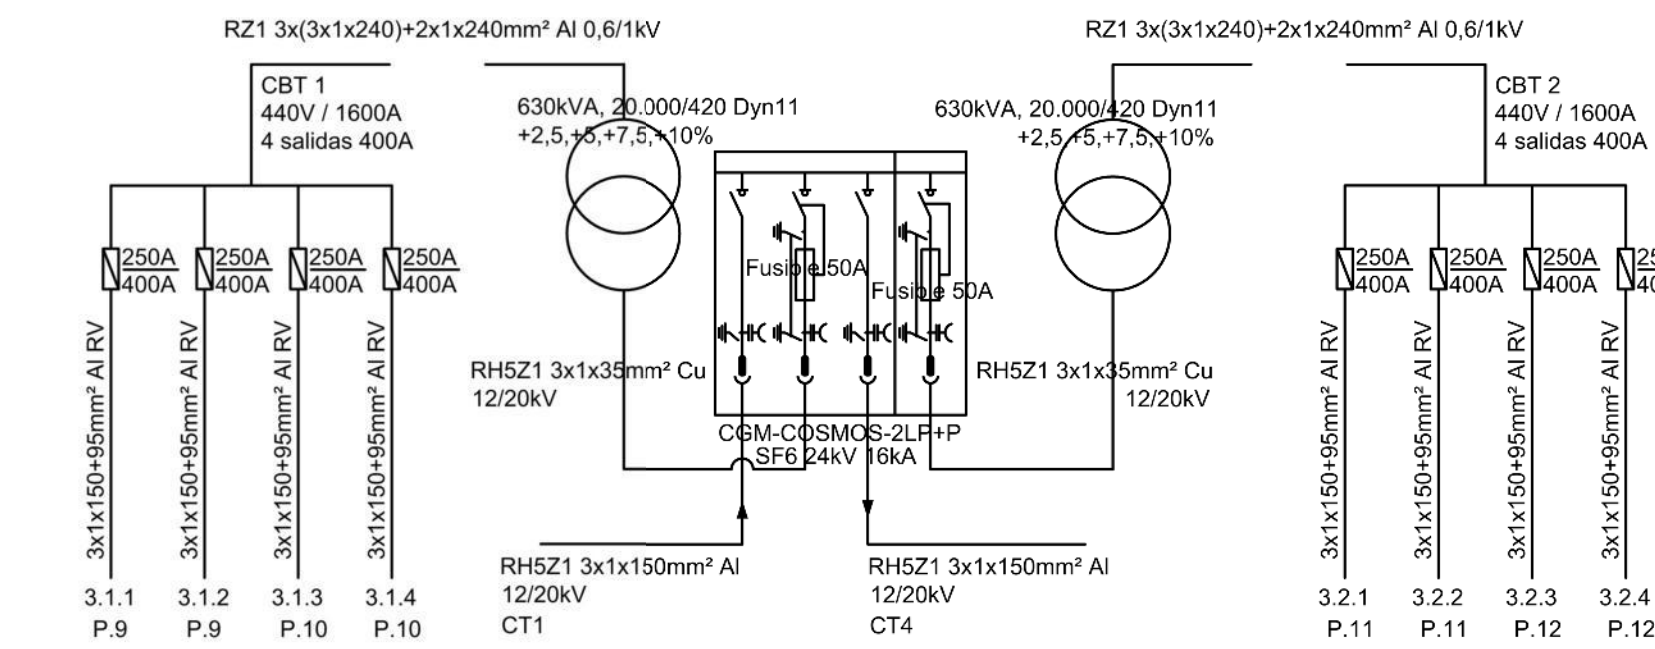 RZ1 3x(3x1x240)+2x1x240mm² Al 0,6/1kV
RZ1 3x(3x1x240)+2x1x240mm² Al 0,6/1kV
CBT 1
440V / 1600A
4 salidas 400A
630kVA, 20.000/420 Dyn11
+2,5,+5,+7,5,+10%
630kVA, 20.000/420 Dyn11
+2,5,+5,+7,5,+10%
CBT 2
440V / 1600A
4 salidas 400A
250A
400A
250A
400A
250A
400A
250A
400A
Fusible 50A
Fusible 50A
250A
400A
250A
400A
250A
400A
3x1x150+95mm² Al RV
3x1x150+95mm² Al RV
3x1x150+95mm² Al RV
3x1x150+95mm² Al RV
RH5Z1 3x1x35mm² Cu
12/20kV
RH5Z1 3x1x35mm² Cu
12/20kV
CGM-COSMOS-2LP+P
SF6 24kV 16kA
3x1x150+95mm² Al RV
3x1x150+95mm² Al RV
3x1x150+95mm² Al RV
3x1x150+95mm² Al RV
RH5Z1 3x1x150mm² Al
12/20kV
CT1
RH5Z1 3x1x150mm² Al
12/20kV
CT4
3.1.1 3.1.2 3.1.3 3.1.4
P.9 P.9 P.10 P.10
3.2.1 3.2.2 3.2.3 3.2.4
P.11 P.11 P.12 P.12